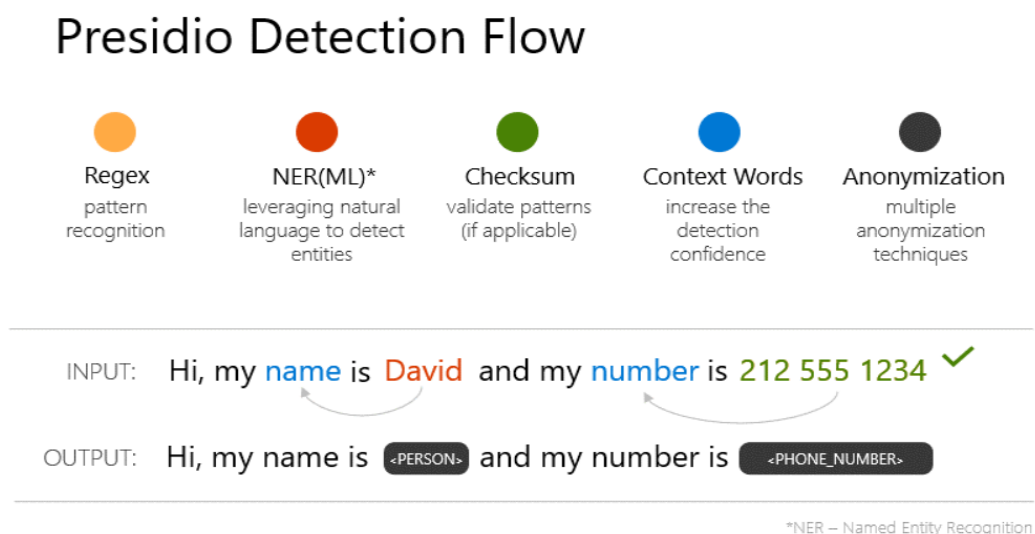 Presidio Detection Flow
Regex
pattern
recognition
NER(ML)*
leveraging natural
language to detect
entities
Checksum
validate patterns
(if applicable)
Context Words
increase the
detection
confidence
Anonymization
multiple
anonymization
techniques
INPUT: Hi, my name is David and my number is 212 555 1234
OUTPUT: Hi, my name is <PERSON> and my number is <PHONE_NUMBER>
*NER – Named Entity Recognition